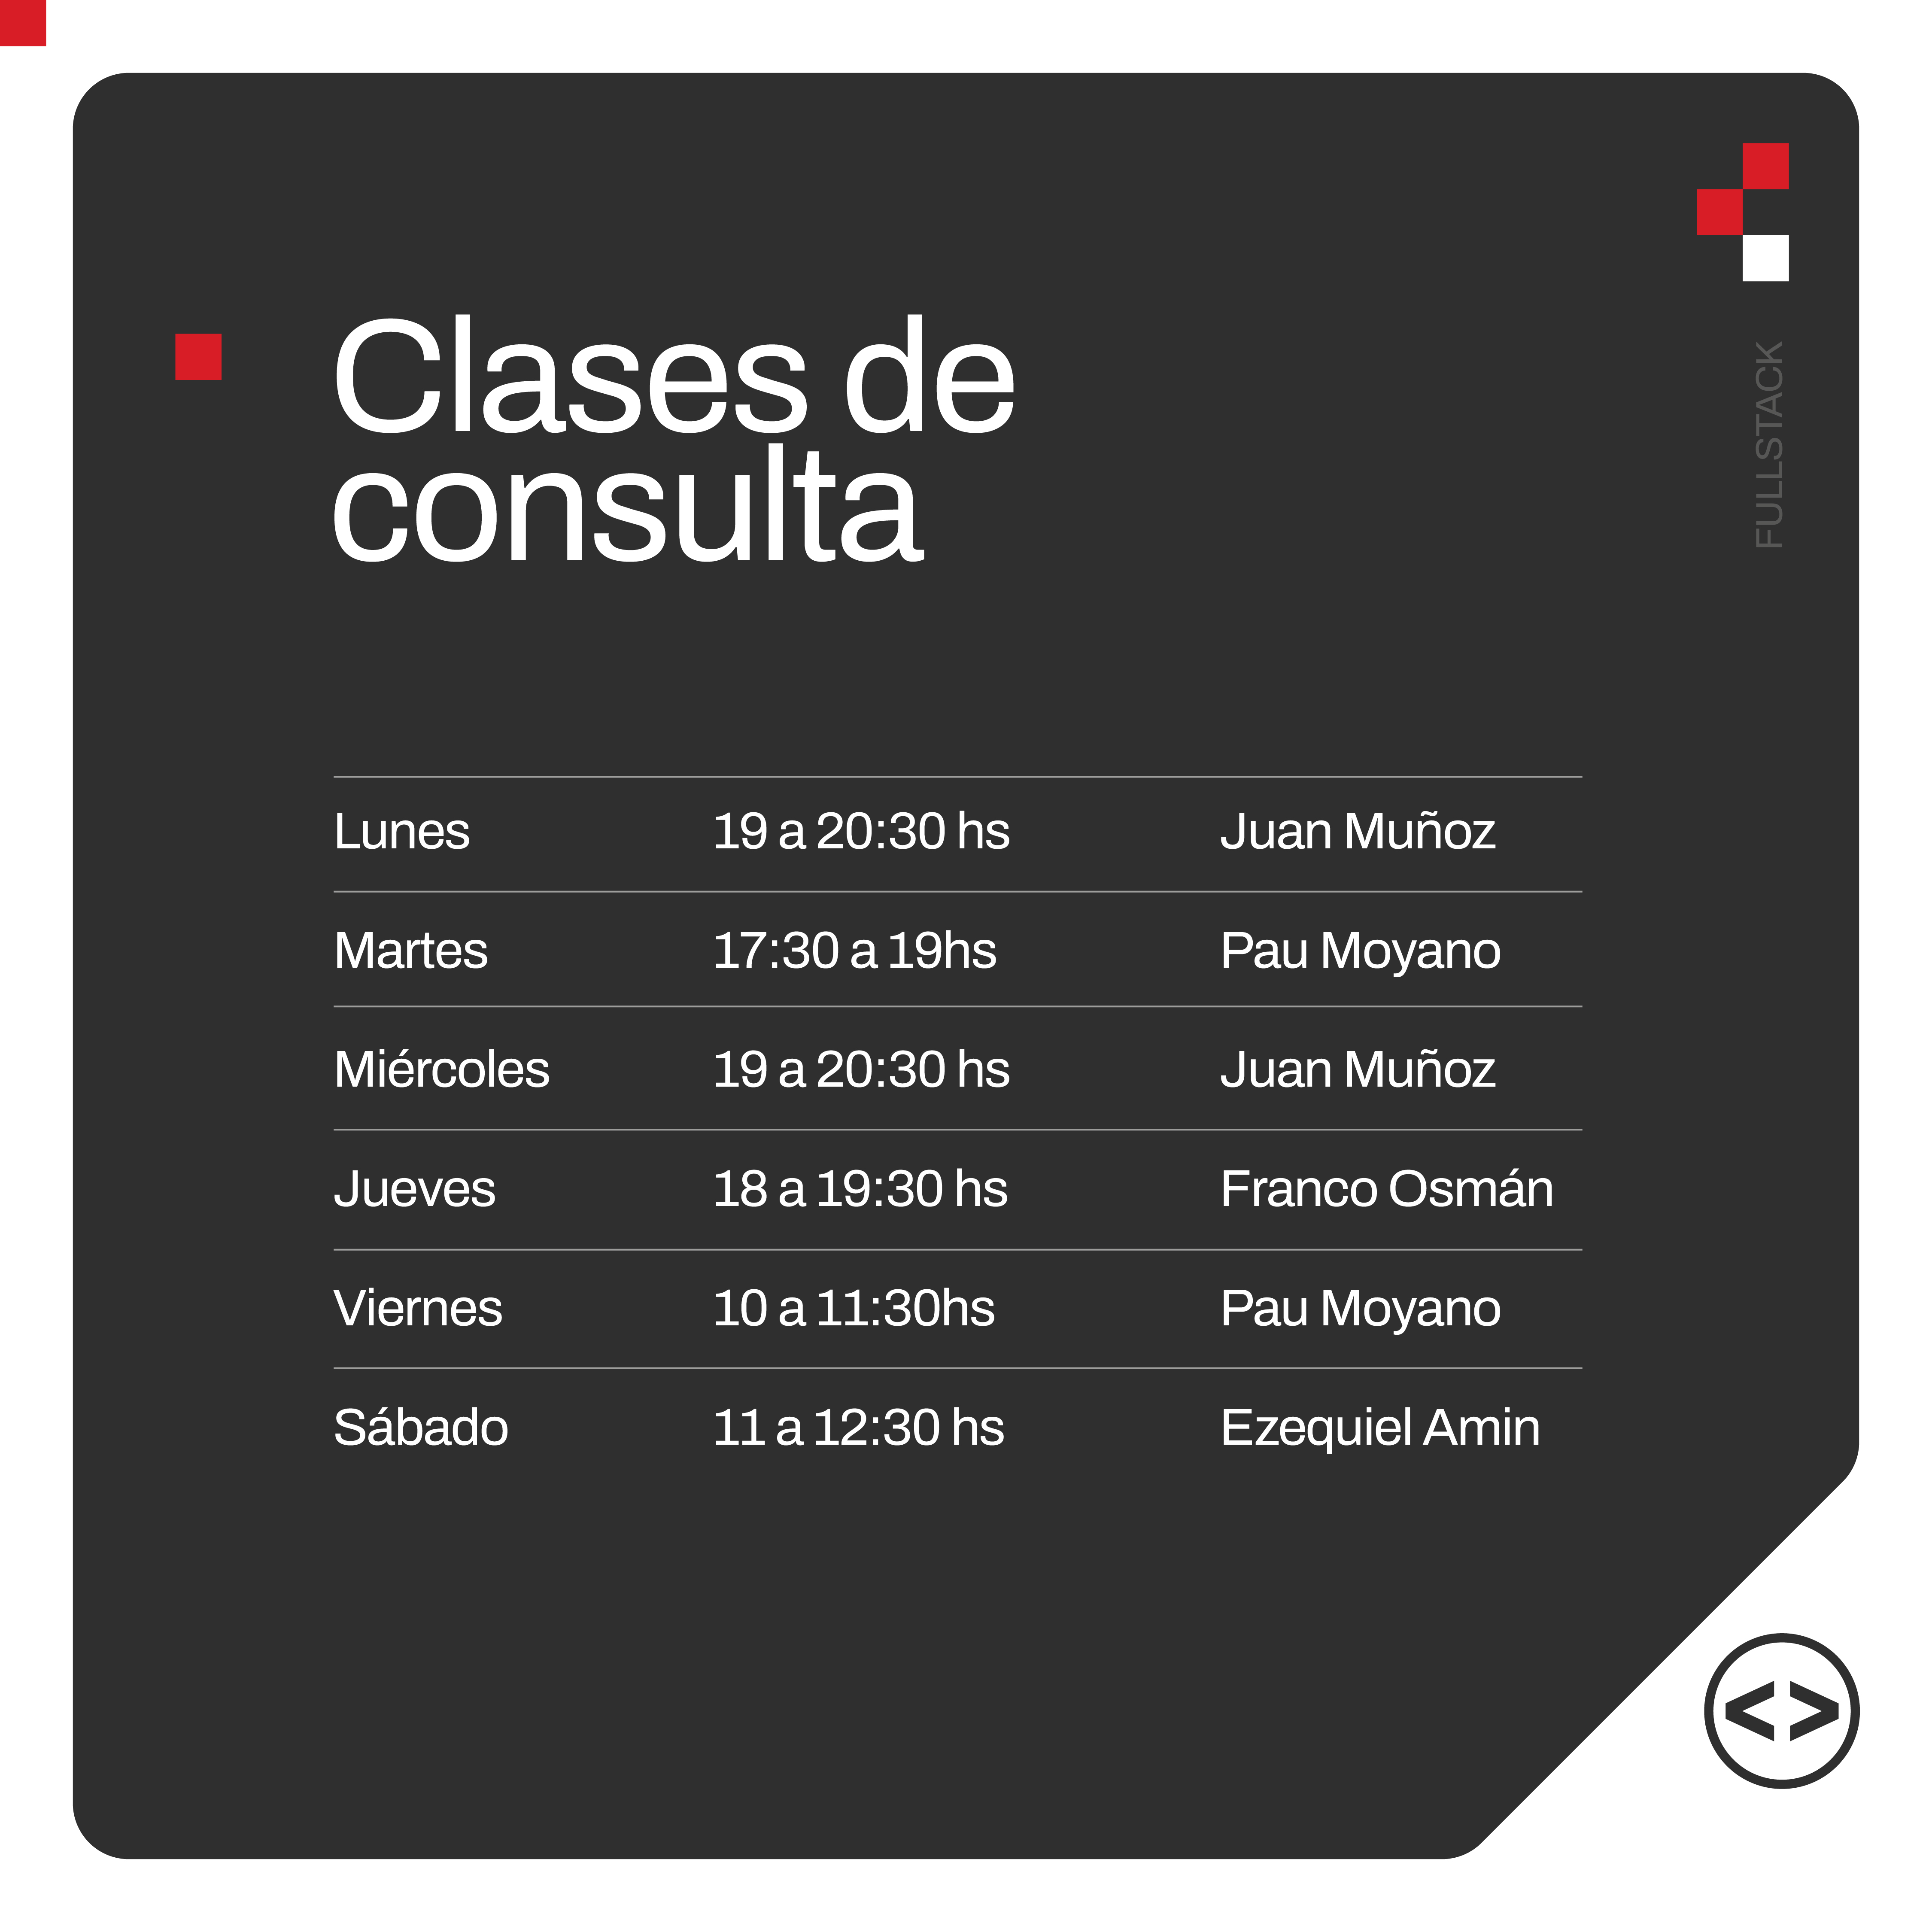 FULLSTACK
Clases de
consulta
Lunes 19 a 20:30 hs Juan Muñoz
Martes 17:30 a 19hs Pau Moyano
Miércoles 19 a 20:30 hs Juan Muñoz
Jueves 18 a 19:30 hs Franco Osmán
Viernes 10 a 11:30hs Pau Moyano
Sábado 11 a 12:30 hs Ezequiel Amin
<>